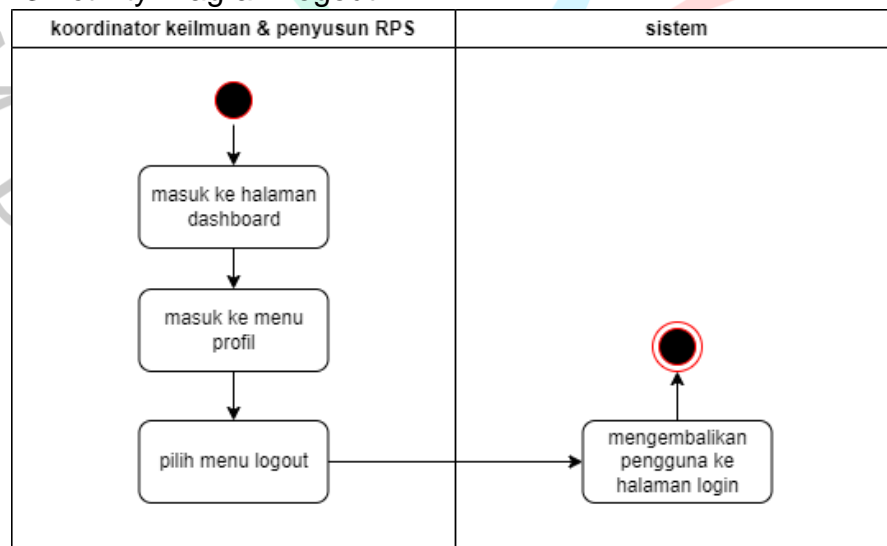 koordinator keilmuan & penyusun RPS
sistem
masuk ke halaman
dashboard
masuk ke menu
profil
pilih menu logout
mengembalikan
pengguna ke
halaman login